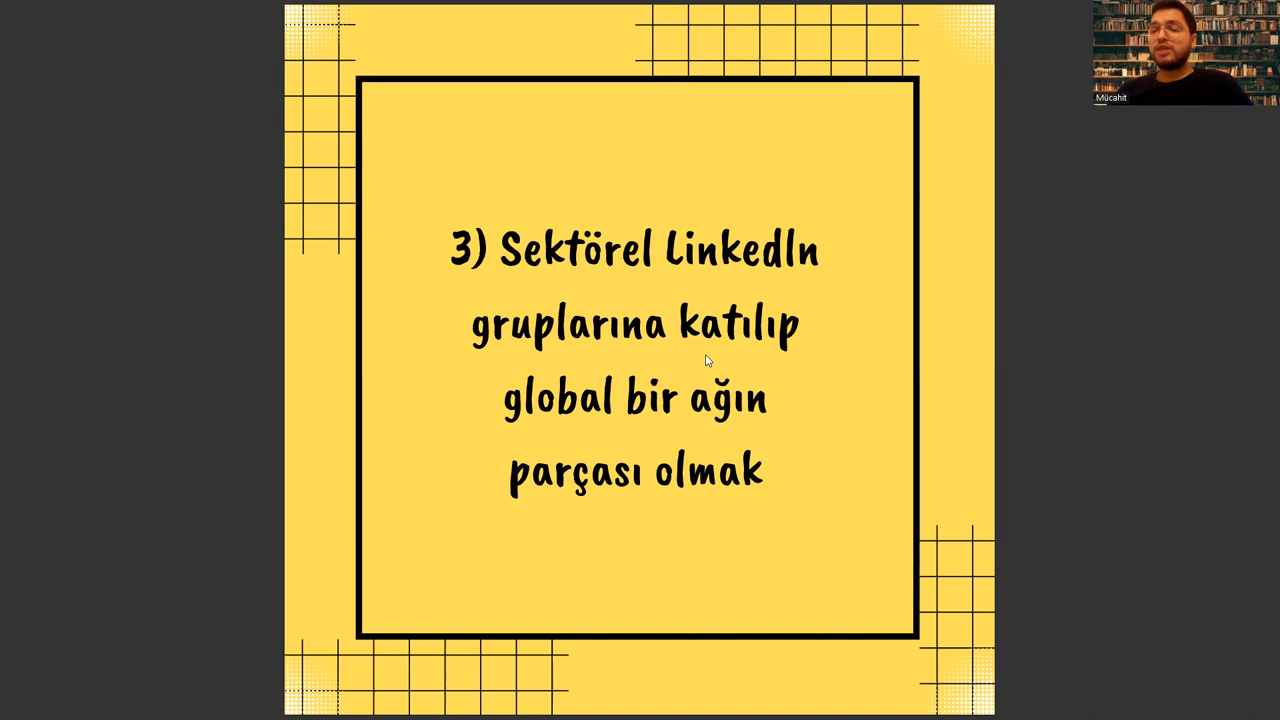 3) Sektörel LinkedIn
gruplarına katılıp
global bir ağın
parçası olmak
Mücahit